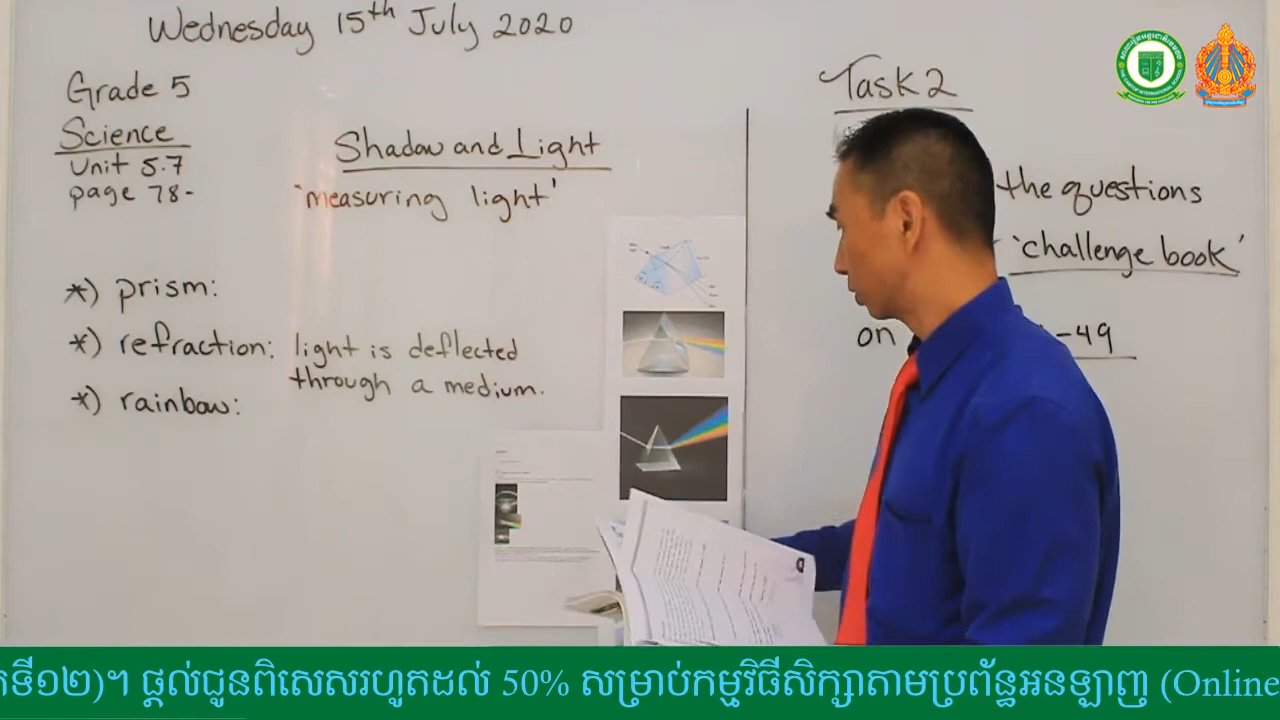 Wednesday 15th July 2020
Grade 5
Science
Unit 5.7
page 78-
Shadow and Light
'measuring light'
*) prism:
*) refraction: light is deflected
through a medium.
*) rainbow:
Task 2
the questions
'challenge book'
on
-49
ទី១២)។ ផ្តល់ជូនពិសេសរហូតដល់ 50% សម្រាប់កម្មវិធីសិក្សាតាមប្រព័ន្ធអនឡាញ (Online